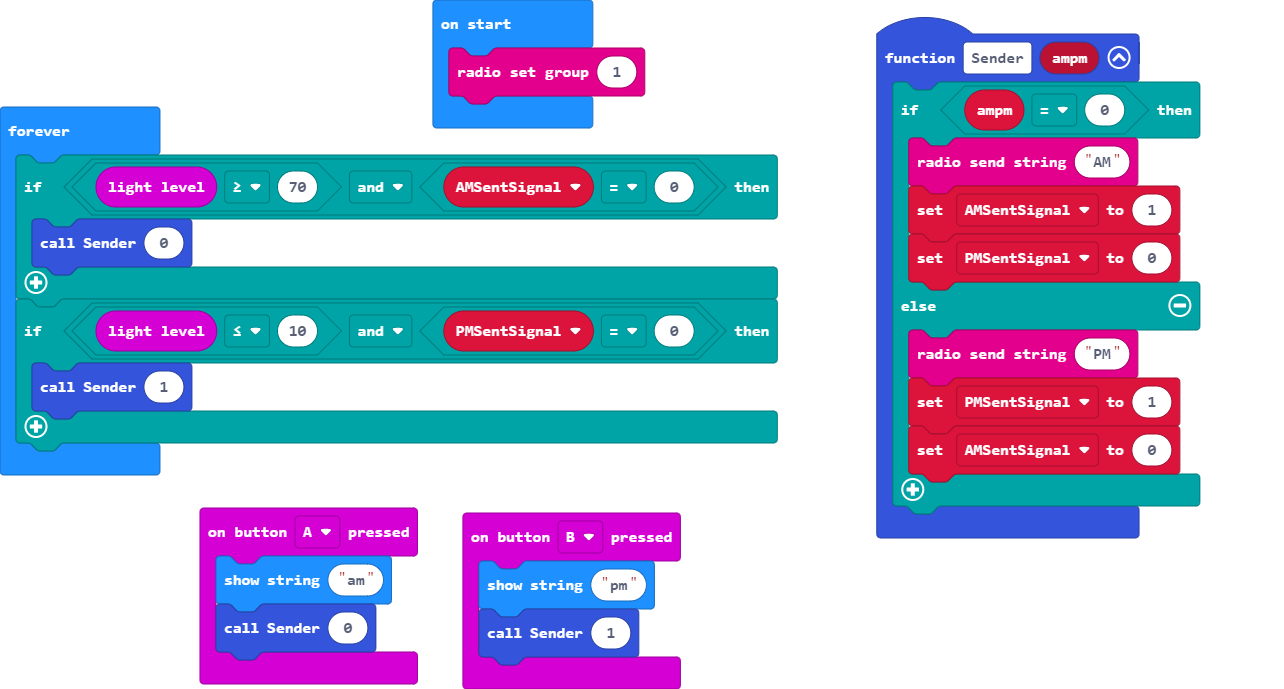 on start
radio set group 1
forever
if light level ≥ 70 and AMSentSignal = 0 then
call Sender 0
if light level ≤ 10 and PMSentSignal = 0 then
call Sender 1
on button A pressed
show string "am"
call Sender 0
on button B pressed
show string "pm"
call Sender 1
function Sender ampm
if ampm = 0 then
radio send string "AM"
set AMSentSignal to 1
set PMSentSignal to 0
else
radio send string "PM"
set PMSentSignal to 1
set AMSentSignal to 0